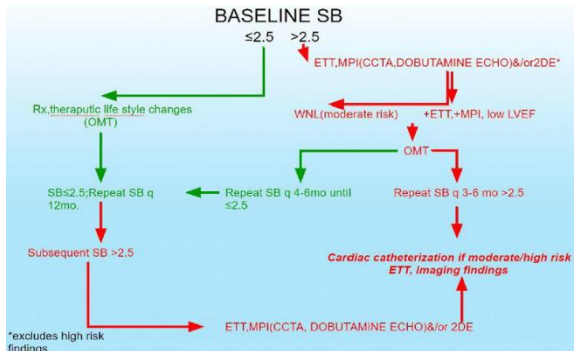 BASELINE SB
≤2.5 >2.5
ETT,MPI(CCTA,DOBUTAMINE ECHO)&/or2DE*
Rx,theraputic life style changes
(OMT)
WNL(moderate risk)
+ETT,+MPI, low LVEF
OMT
SB≤2.5;Repeat SB q
12mo.
Repeat SB q 4-6mo until
≤2.5
Repeat SB q 3-6 mo >2.5
Subsequent SB >2.5
Cardiac catheterization if moderate/high risk
ETT, imaging findings
ETT,MPI(CCTA, DOBUTAMINE ECHO)&/or 2DE
*excludes high risk
findings